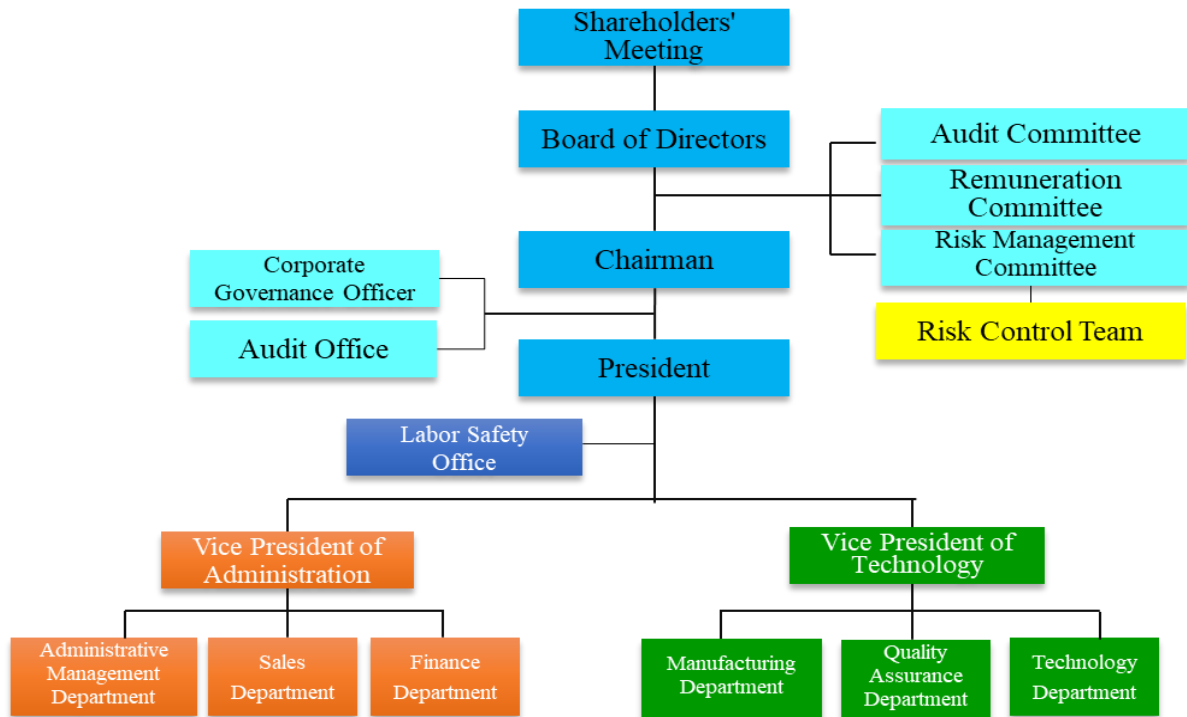 Shareholders'
Meeting
Board of Directors
Audit Committee
Remuneration
Committee
Risk Management
Committee
Risk Control Team
Chairman
Corporate
Governance Officer
Audit Office
President
Labor Safety
Office
Vice President of
Administration
Vice President of
Technology
Administrative
Management
Department
Sales
Department
Finance
Department
Manufacturing
Department
Quality
Assurance
Department
Technology
Department